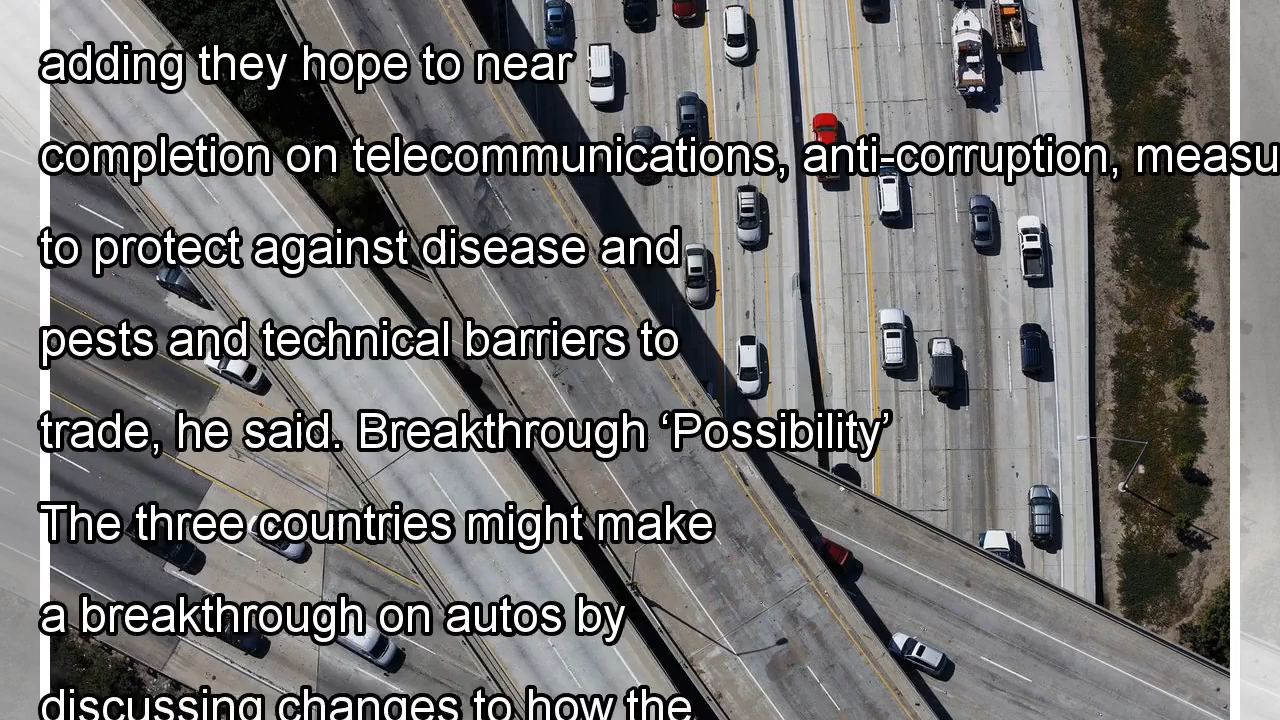 adding they hope to near
completion on telecommunications, anti-corruption, measu
to protect against disease and
pests and technical barriers to
trade, he said. Breakthrough ‘Possibility’
The three countries might make
a breakthrough on autos by
discussing changes to how the